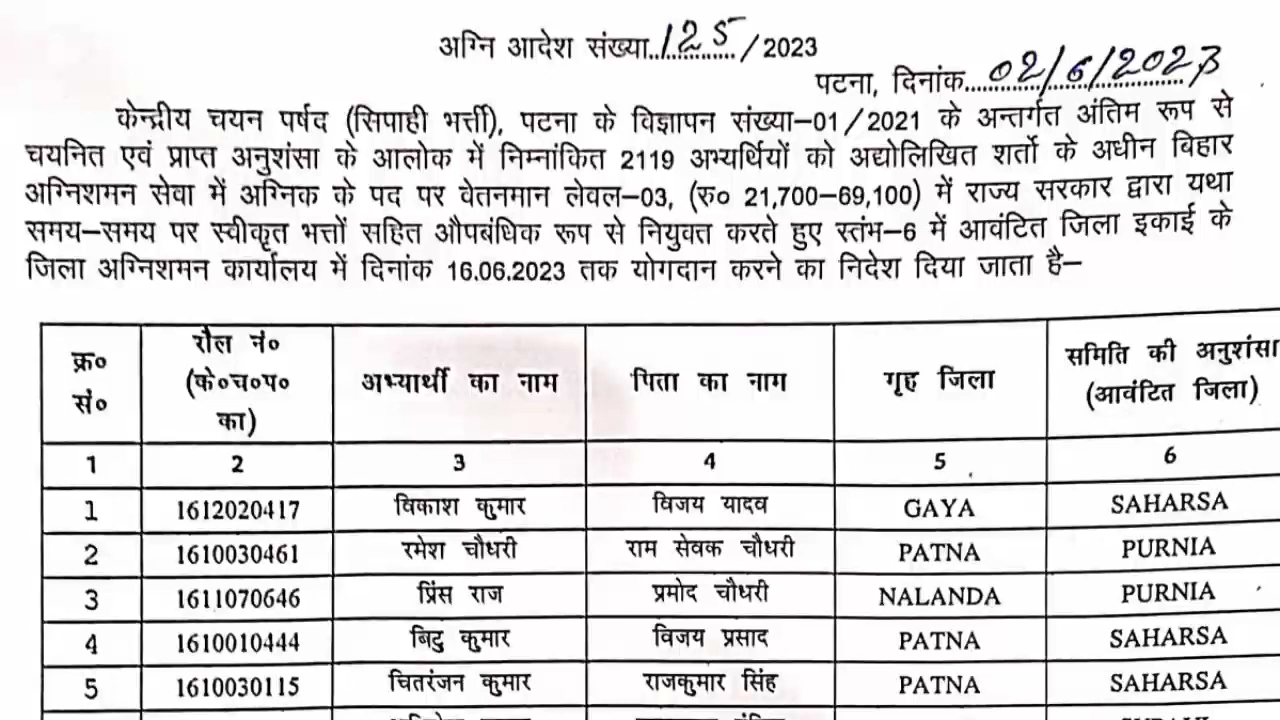 अग्नि आदेश संख्या..125../2023
पटना, दिनांक..02/6/2023
केन्द्रीय चयन पर्षद (सिपाही भर्त्ती), पटना के विज्ञापन संख्या–01/2021 के अन्तर्गत अंतिम रूप से
चयनित एवं प्राप्त अनुशंसा के आलोक में निम्नांकित 2119 अभ्यर्थियों को अद्योलिखित शर्तो के अधीन बिहार
अग्निशमन सेवा में अग्निक के पद पर वेतनमान लेवल–03, (रु० 21,700–69,100) में राज्य सरकार द्वारा यथा
समय–समय पर स्वीकृत भत्तों सहित औपबंधिक रूप से नियुक्त करते हुए स्तंभ–6 में आवंटित जिला इकाई के
जिला अग्निशमन कार्यालय में दिनांक 16.06.2023 तक योगदान करने का निदेश दिया जाता है–
क्र० सं० रौल नं० (के०च०प० का) अभ्यार्थी का नाम पिता का नाम गृह जिला समिति की अनुशंसा (आवंटित जिला)
1 2 3 4 5 6
1 1612020417 विकाश कुमार विजय यादव GAYA SAHARSA
2 1610030461 रमेश चौधरी राम सेवक चौधरी PATNA PURNIA
3 1611070646 प्रिंस राज प्रमोद चौधरी NALANDA PURNIA
4 1610010444 बिटु कुमार विजय प्रसाद PATNA SAHARSA
5 1610030115 चितरंजन कुमार राजकुमार सिंह PATNA SAHARSA